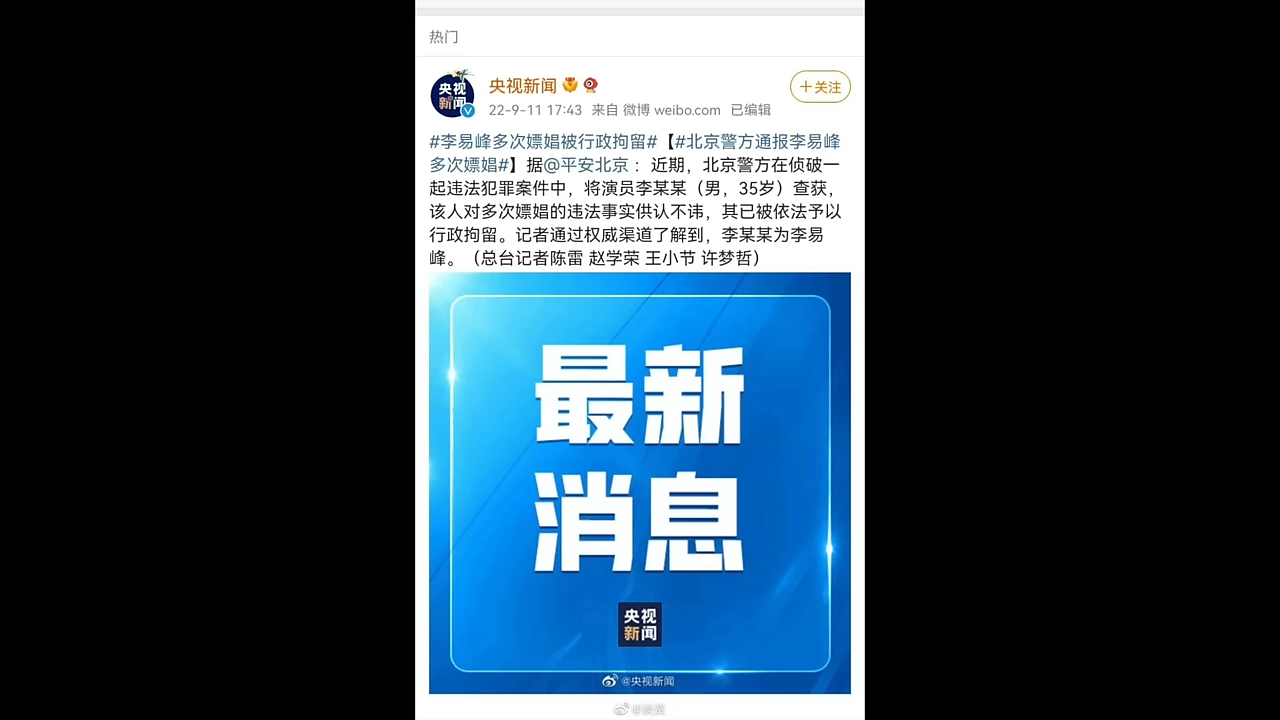 热门
央视新闻
22-9-11 17:43 来自 微博 weibo.com 已编辑
+关注
央视
新闻
#李易峰多次嫖娼被行政拘留#【#北京警方通报李易峰
多次嫖娼#】据@平安北京 ：近期，北京警方在侦破一
起违法犯罪案件中，将演员李某某（男，35岁）查获，
该人对多次嫖娼的违法事实供认不讳，其已被依法予以
行政拘留。记者通过权威渠道了解到，李某某为李易
峰。（总台记者陈雷 赵学荣 王小节 许梦哲）
最新
消息
央视
新闻
@央视新闻